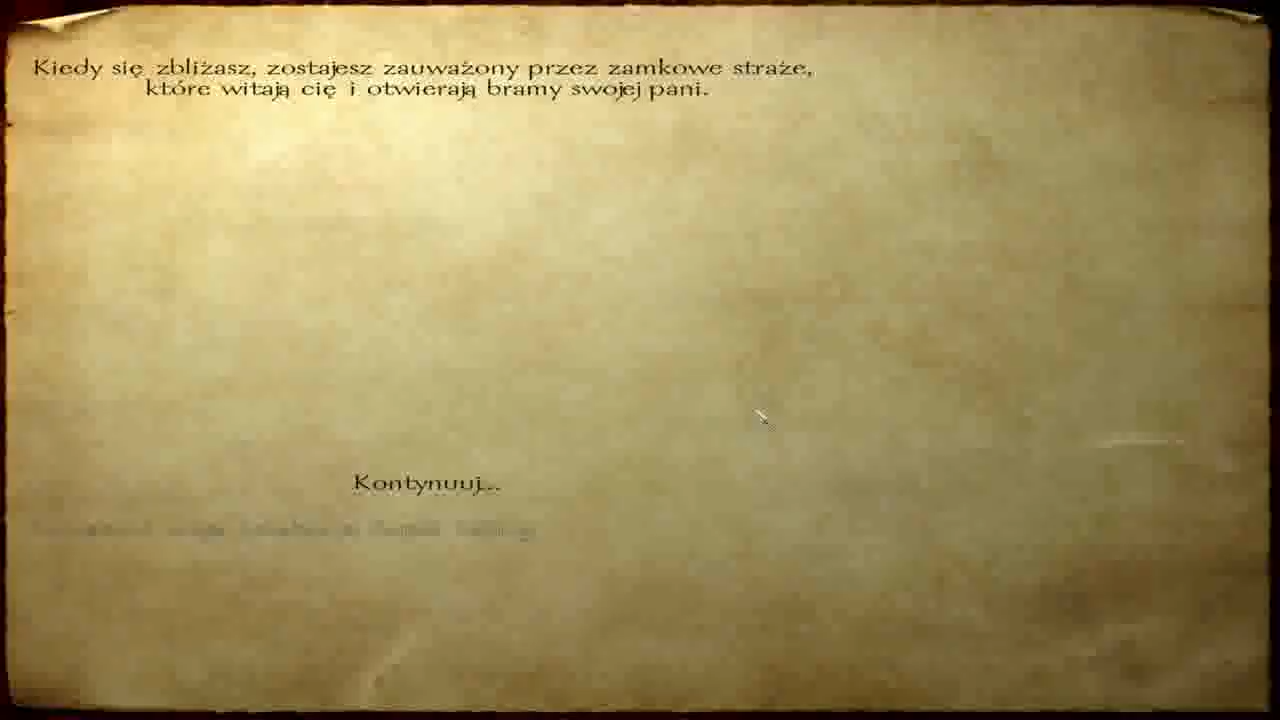 Kiedy się zbliżasz, zostajesz zauważony przez zamkowe straże,
które witają cię i otwierają bramy swojej pani.
Kontynuuj...